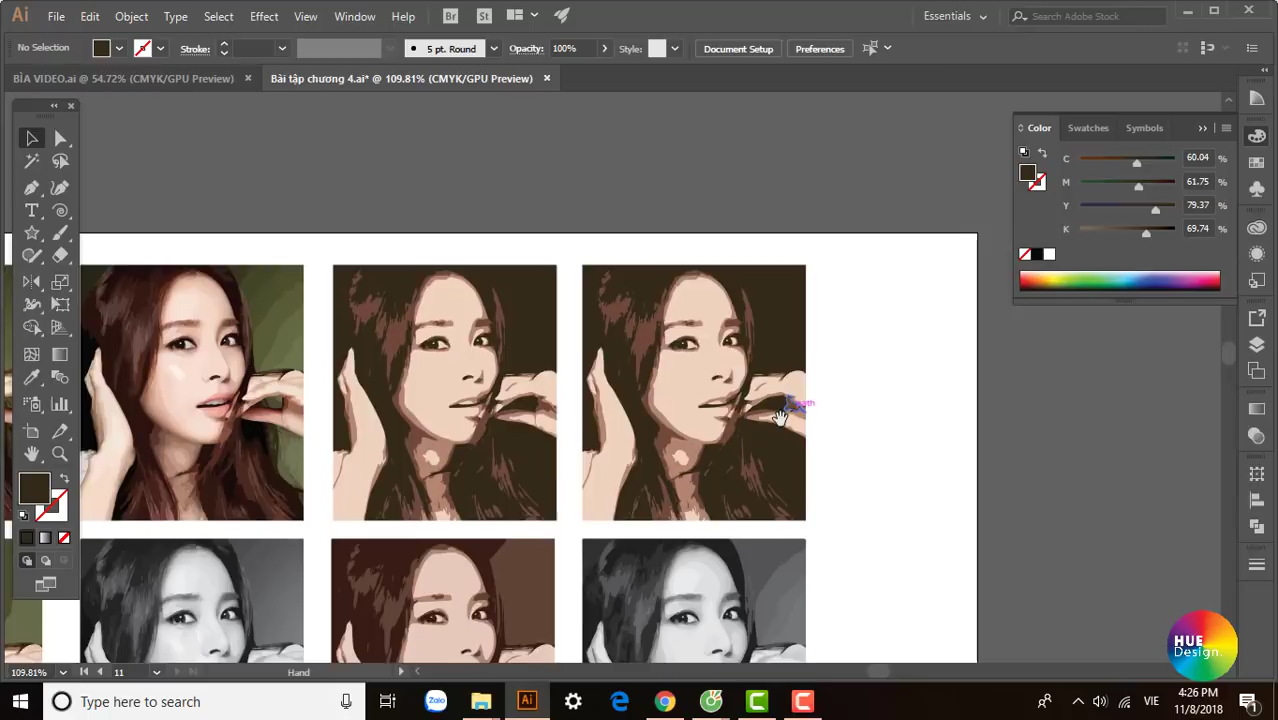 Ai File Edit Object Type Select Effect View Window Help Br St Essentials Search Adobe Stock
No Selection Stroke: 5 pt. Round Opacity: 100% Style: Document Setup Preferences
BÌA VIDEO.ai @ 54.72% (CMYK/GPU Preview) × Bài tập chương 4.ai* @ 109.81% (CMYK/GPU Preview) ×
Color Swatches Symbols
C 60.04 %
M 61.75 %
Y 79.37 %
K 69.74 %
HUE
Design.
109.81% 11 Hand
Type here to search Zalo Ai VIE 4:26 PM
11/8/2018